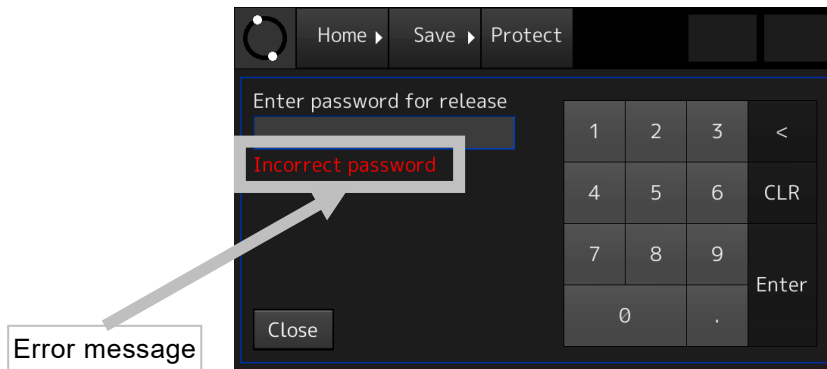 Home Save Protect
Enter password for release
Incorrect password
1 2 3 <
4 5 6 CLR
7 8 9
Enter
0 .
Close
Error message